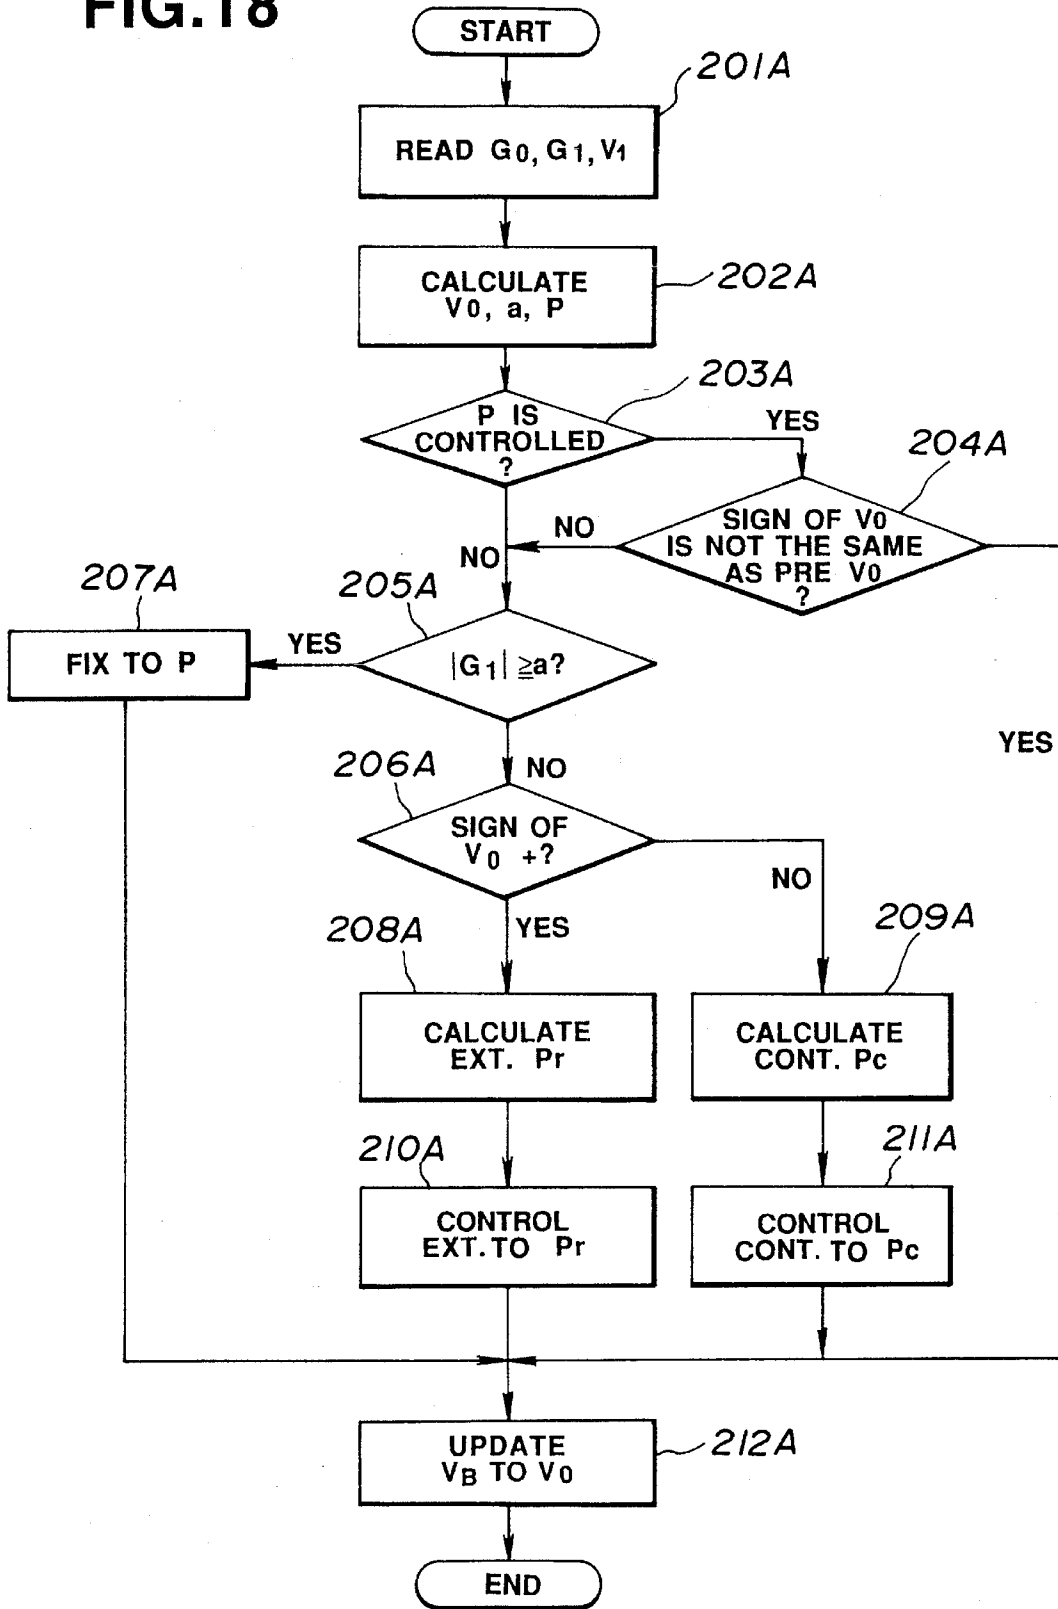 FIG.18
START
201A
READ G0, G1, V1
202A
CALCULATE
V0, a, P
203A
P IS
CONTROLLED
?
YES
204A
SIGN OF V0
IS NOT THE SAME
AS PRE V0
?
NO
NO
207A
205A
FIX TO P
YES
|G1| ≧a?
YES
206A
NO
SIGN OF
V0 +?
NO
208A
YES
209A
CALCULATE
EXT. Pr
CALCULATE
CONT. Pc
210A
211A
CONTROL
EXT. TO Pr
CONTROL
CONT. TO Pc
UPDATE
VB TO V0
212A
END